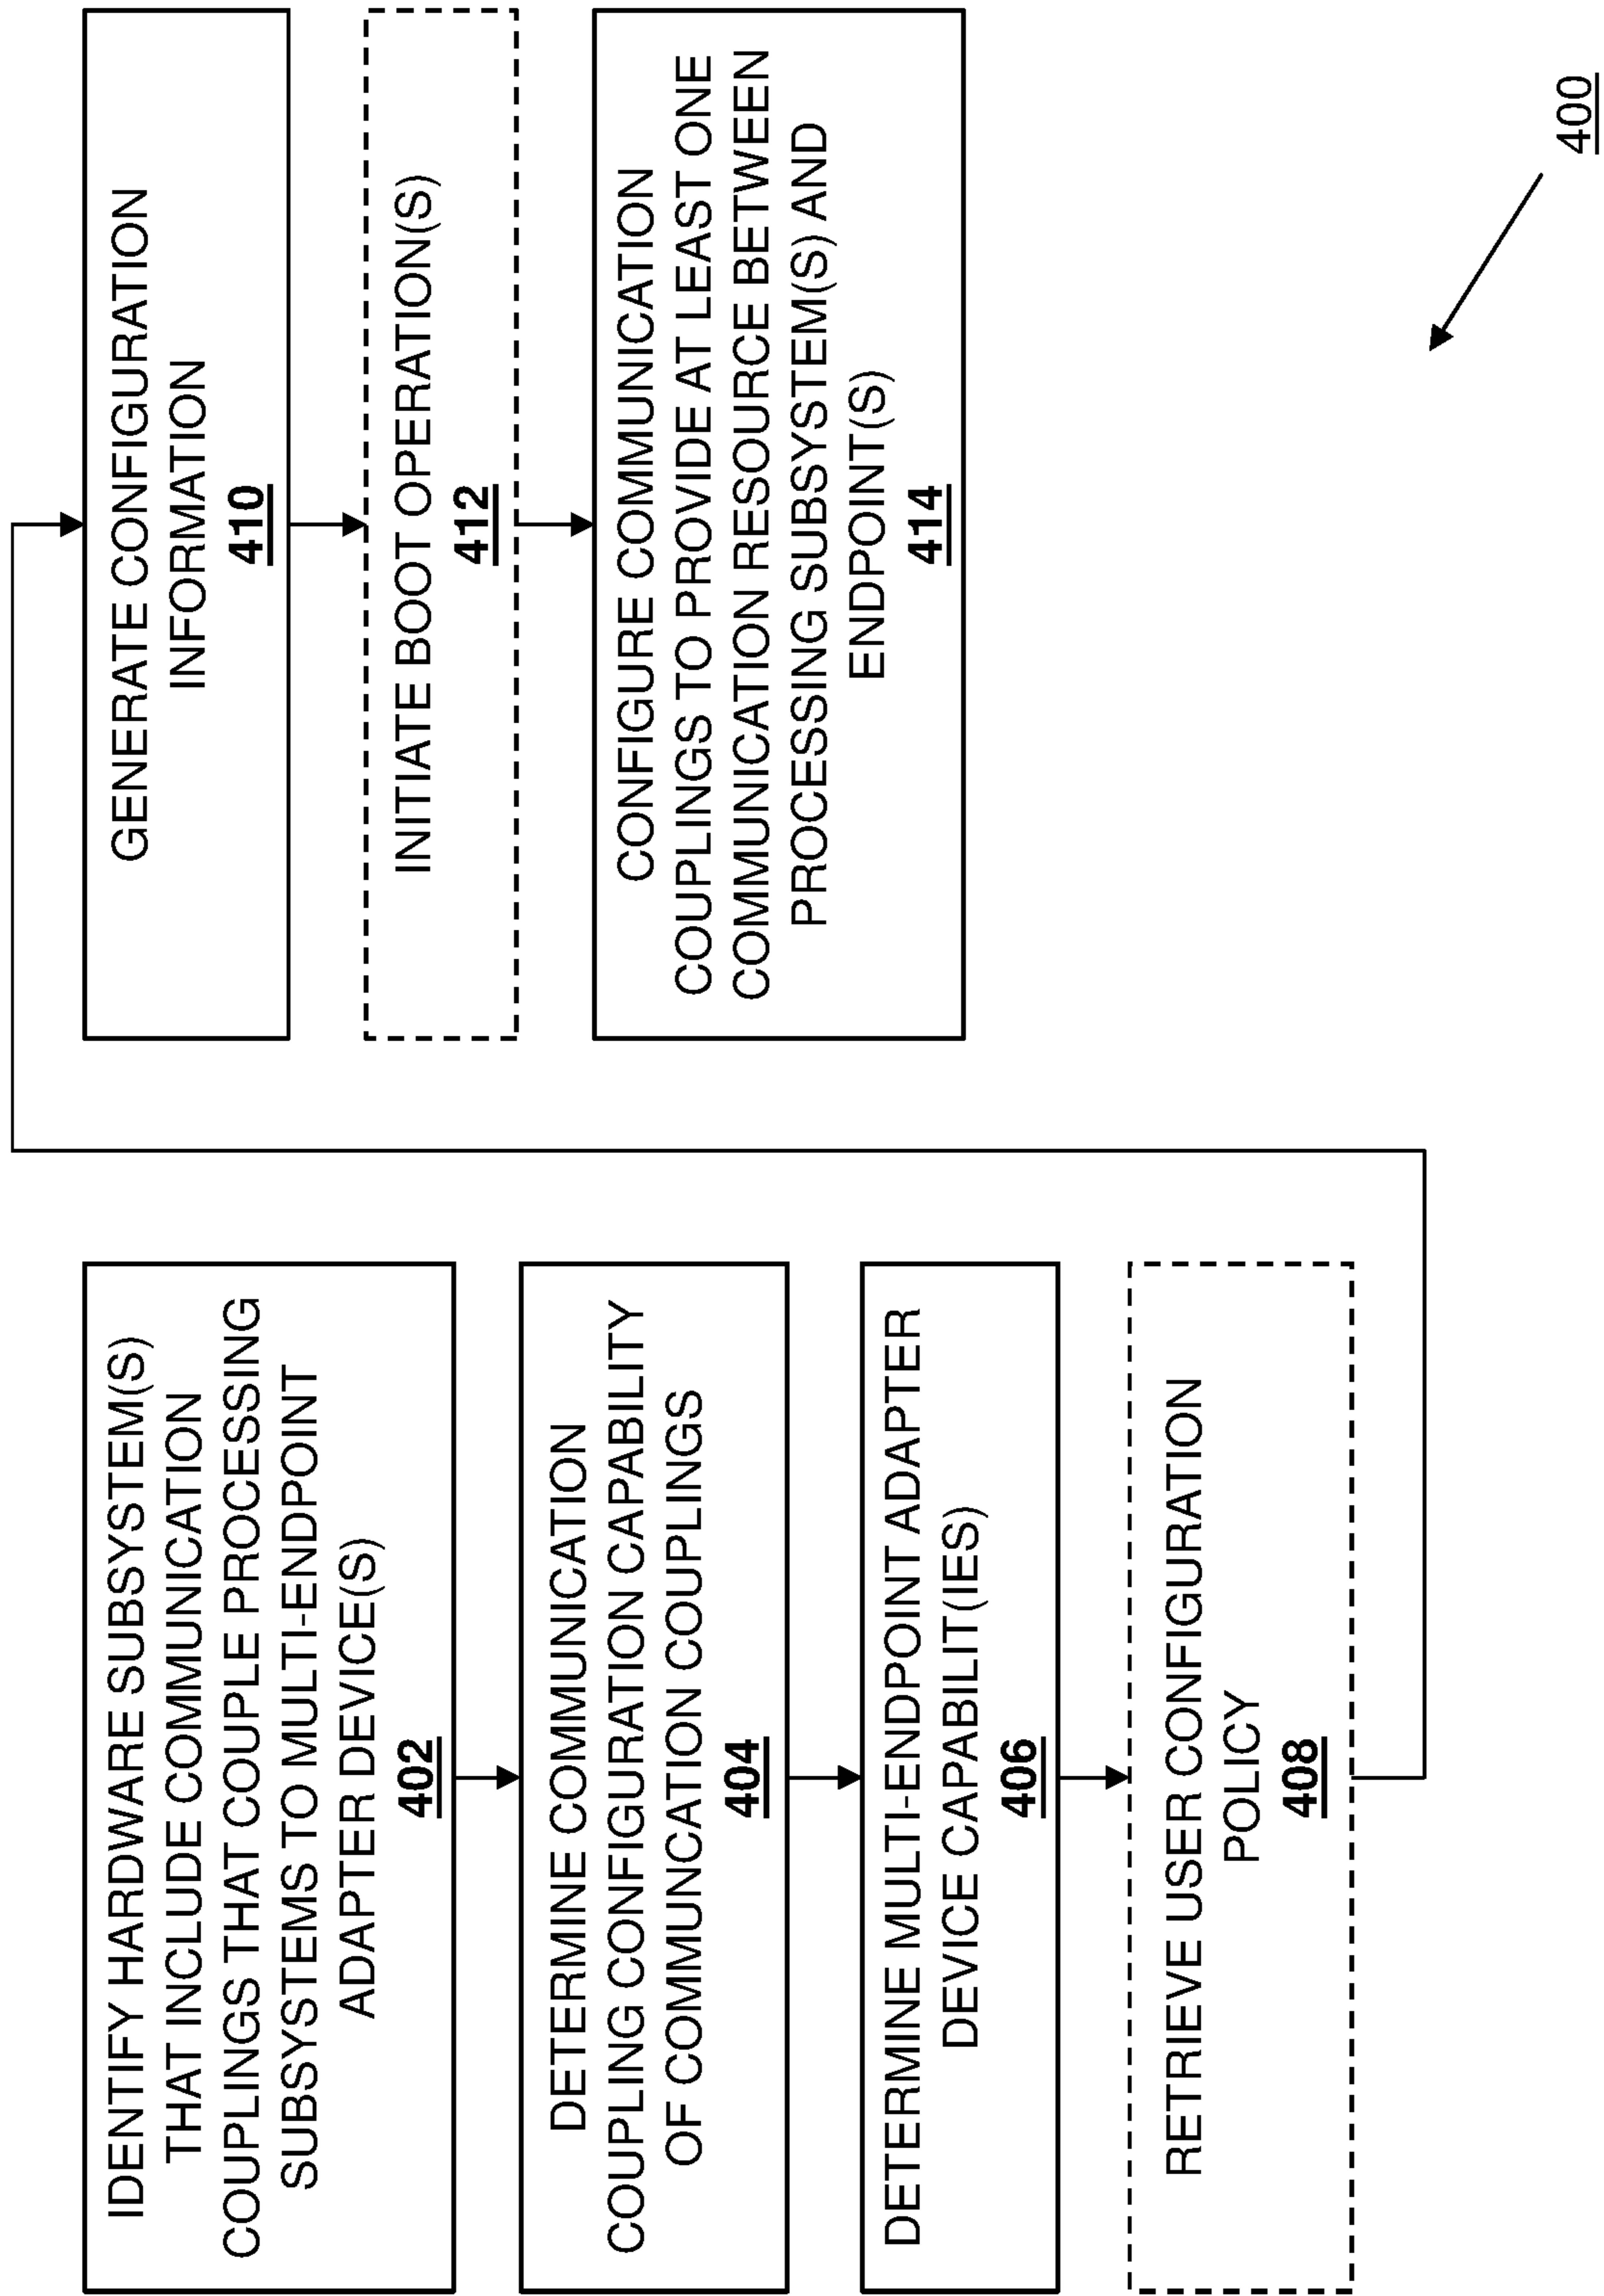 IDENTIFY HARDWARE SUBSYSTEM(S)
THAT INCLUDE COMMUNICATION
COUPLINGS THAT COUPLE PROCESSING
SUBSYSTEMS TO MULTI-ENDPOINT
ADAPTER DEVICE(S)
402
DETERMINE COMMUNICATION
COUPLING CONFIGURATION CAPABILITY
OF COMMUNICATION COUPLINGS
404
DETERMINE MULTI-ENDPOINT ADAPTER
DEVICE CAPABILIT(IES)
406
RETRIEVE USER CONFIGURATION
POLICY
408
GENERATE CONFIGURATION
INFORMATION
410
INITIATE BOOT OPERATION(S)
412
CONFIGURE COMMUNICATION
COUPLINGS TO PROVIDE AT LEAST ONE
COMMUNICATION RESOURCE BETWEEN
PROCESSING SUBSYSTEM(S) AND
ENDPOINT(S)
414
400